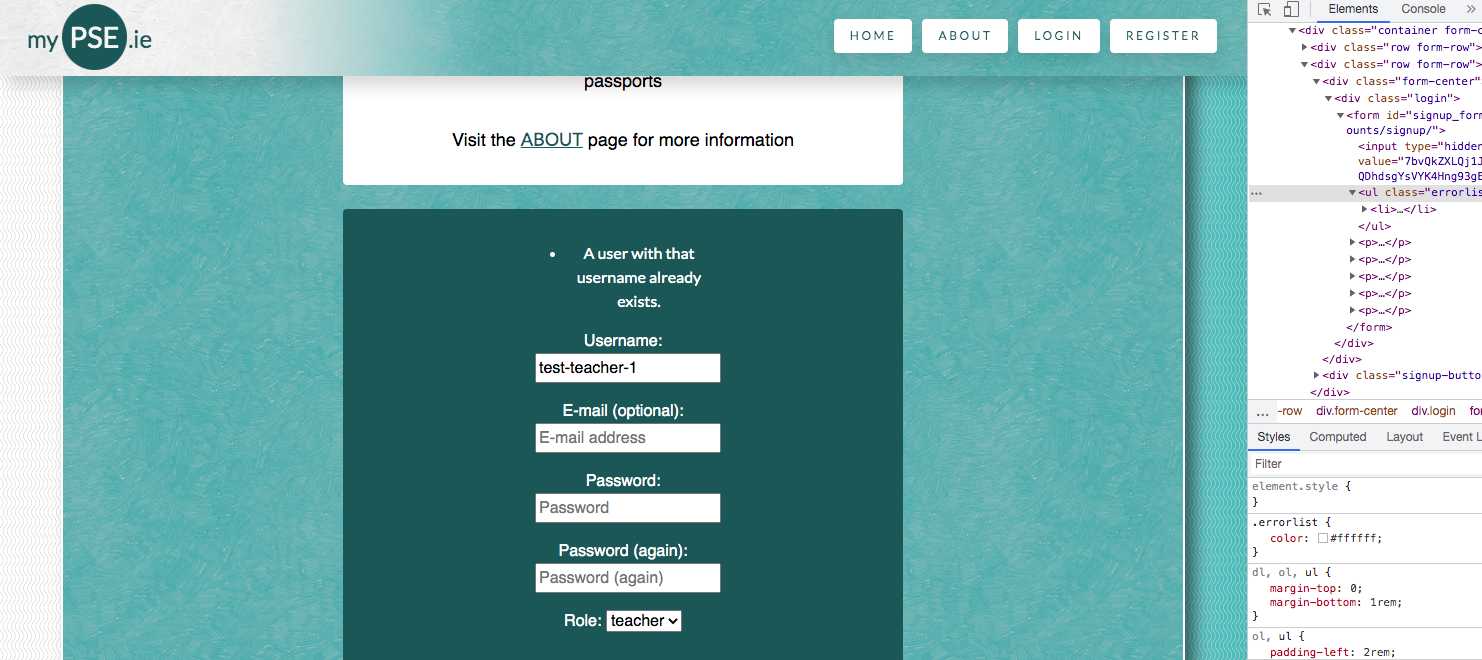 myPSE.ie
HOME ABOUT LOGIN REGISTER
passports
Visit the ABOUT page for more information
• A user with that
username already
exists.
Username:
test-teacher-1
E-mail (optional):
E-mail address
Password:
Password
Password (again):
Password (again)
Role: teacher
Elements Console »
▼<div class="container form-c
▶<div class="row form-row">
▼<div class="row form-row">
▼<div class="form-center"
▼<div class="login">
▼<form id="signup_form
ounts/signup/">
<input type="hidden
value="7bvQkZXLQj1J
QDhdsgYsVYK4Hng93gE
… ▼<ul class="errorlis
▶<li>…</li>
</ul>
▶<p>…</p>
▶<p>…</p>
▶<p>…</p>
▶<p>…</p>
▶<p>…</p>
</form>
</div>
</div>
▶<div class="signup-butto
</div>
… -row div.form-center div.login for
Styles Computed Layout Event L
Filter
element.style {
}
.errorlist {
color: #ffffff;
}
dl, ol, ul {
margin-top: 0;
margin-bottom: 1rem;
}
ol, ul {
padding-left: 2rem;